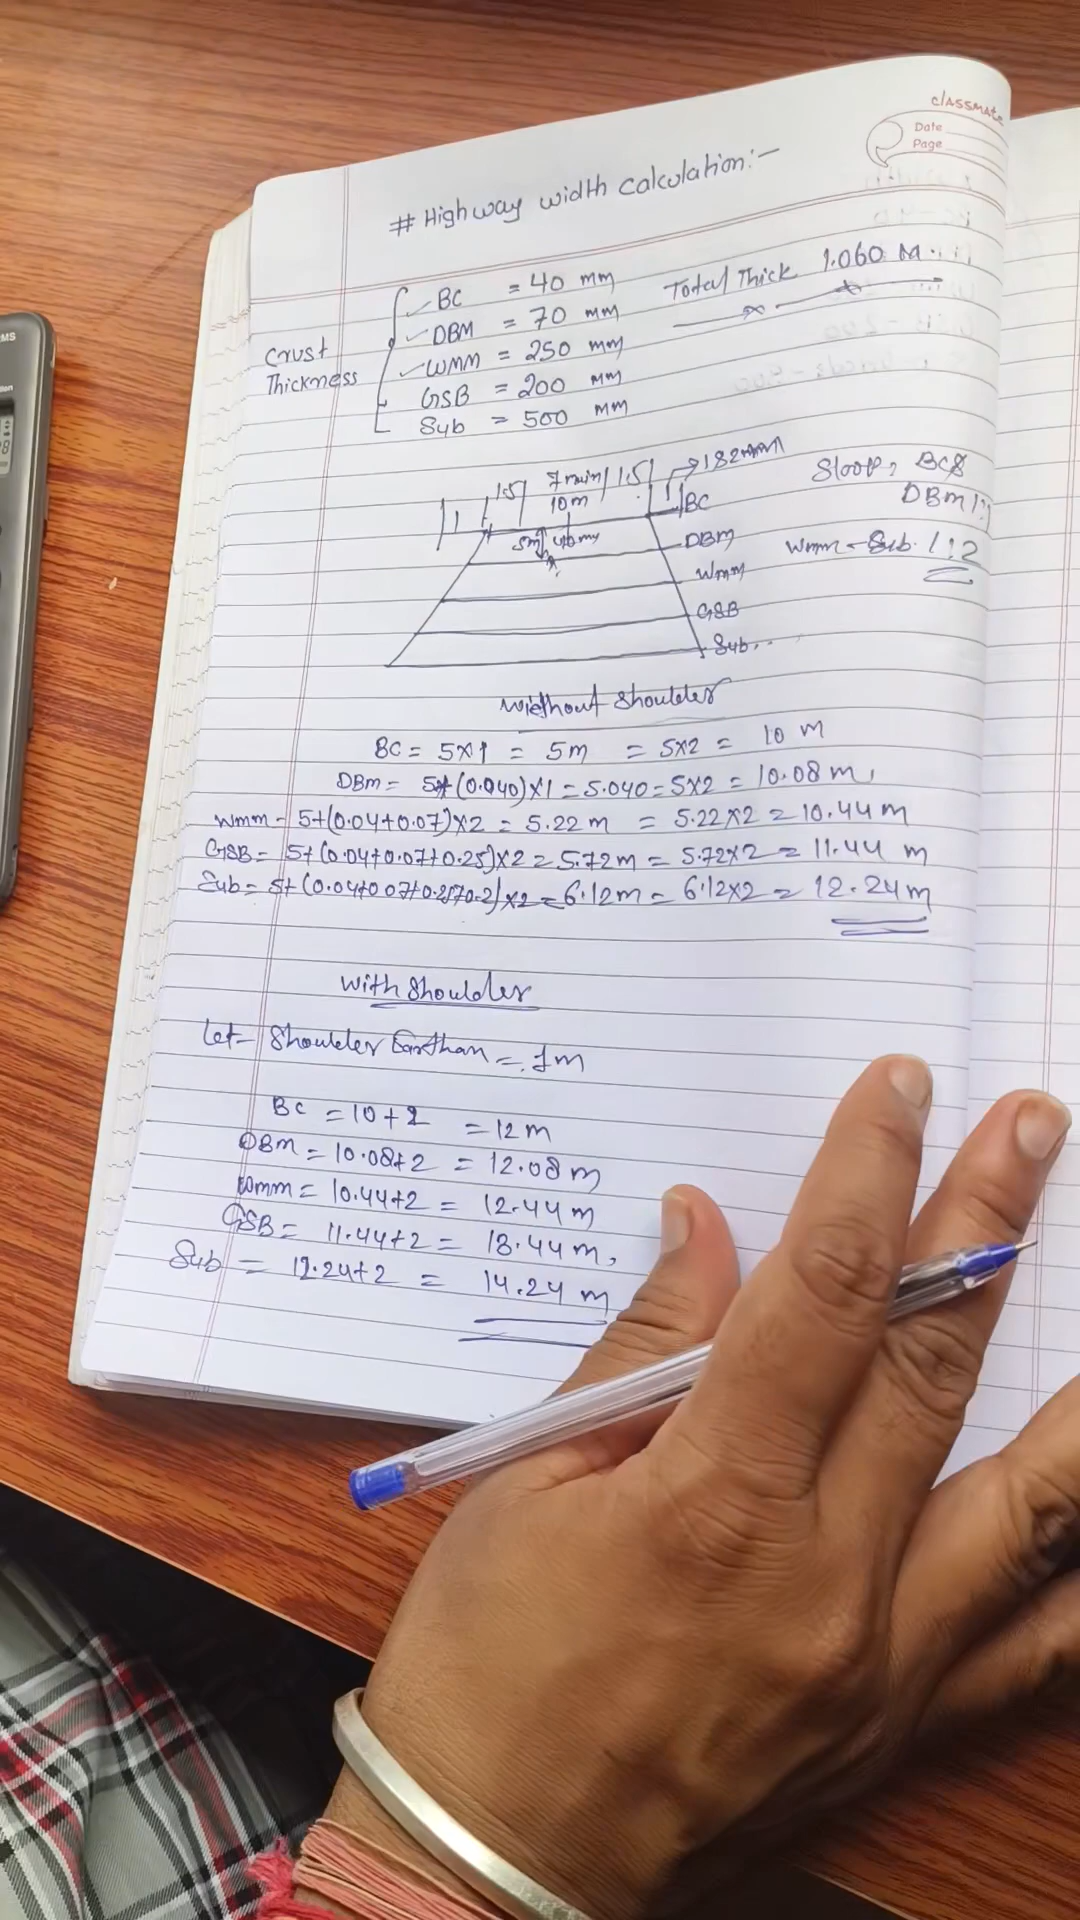 classmate
Date
Page
# Highway width calculation:-
Crust Thickness
BC = 40 mm
DBM = 70 mm
WMM = 250 mm
GSB = 200 mm
Sub = 500 mm
Total Thick 1.060 M.
1.5 7 min 1.5
10m
1
5m
BC
DBM
Wmm
GSB
Sub..
Sloop, BC&
DBM 1:1
Wmm - Sub. 1:2
Without Shoulder
BC = 5x1 = 5m = 5x2 = 10 m
DBM = 5+(0.040)x1 = 5.040 = 5x2 = 10.08 m,
Wmm - 5+(0.04+0.07)x2 = 5.22 m = 5.22x2 = 10.44 m
GSB = 5+(0.04+0.07+0.25)x2 = 5.72m = 5.72x2 = 11.44 m
Sub = 5+(0.04+0.07+0.25+0.2)x2 = 6.12m = 6.12x2 = 12.24m
With Shoulder
Let - Shoulder Earthan = 1m
BC = 10+2 = 12m
DBM = 10.08+2 = 12.08 m
Wmm = 10.44+2 = 12.44 m
GSB = 11.44+2 = 13.44 m,
Sub = 12.24+2 = 14.24 m